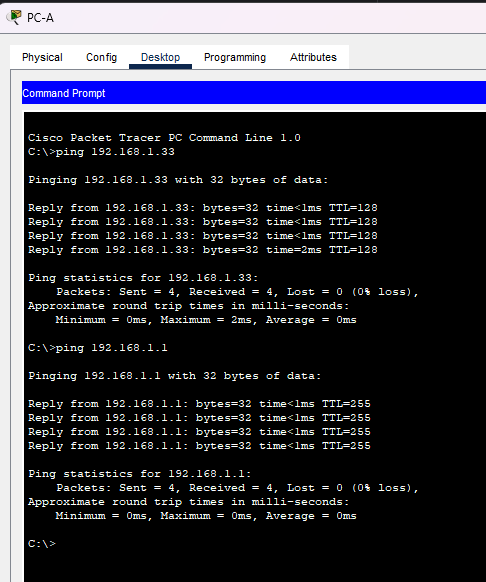 PC-A
Physical Config Desktop Programming Attributes
Command Prompt
Cisco Packet Tracer PC Command Line 1.0
C:\>ping 192.168.1.33
Pinging 192.168.1.33 with 32 bytes of data:
Reply from 192.168.1.33: bytes=32 time<1ms TTL=128
Reply from 192.168.1.33: bytes=32 time<1ms TTL=128
Reply from 192.168.1.33: bytes=32 time<1ms TTL=128
Reply from 192.168.1.33: bytes=32 time=2ms TTL=128
Ping statistics for 192.168.1.33:
Packets: Sent = 4, Received = 4, Lost = 0 (0% loss),
Approximate round trip times in milli-seconds:
Minimum = 0ms, Maximum = 2ms, Average = 0ms
C:\>ping 192.168.1.1
Pinging 192.168.1.1 with 32 bytes of data:
Reply from 192.168.1.1: bytes=32 time<1ms TTL=255
Reply from 192.168.1.1: bytes=32 time<1ms TTL=255
Reply from 192.168.1.1: bytes=32 time<1ms TTL=255
Reply from 192.168.1.1: bytes=32 time<1ms TTL=255
Ping statistics for 192.168.1.1:
Packets: Sent = 4, Received = 4, Lost = 0 (0% loss),
Approximate round trip times in milli-seconds:
Minimum = 0ms, Maximum = 0ms, Average = 0ms
C:\>